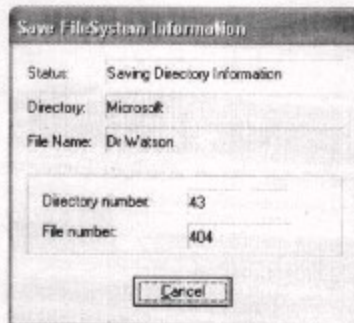 Save FileSystem Information
Status: Saving Directory Information
Directory: Microsoft
File Name: Dr Watson
Directory number: 43
File number: 404
Cancel